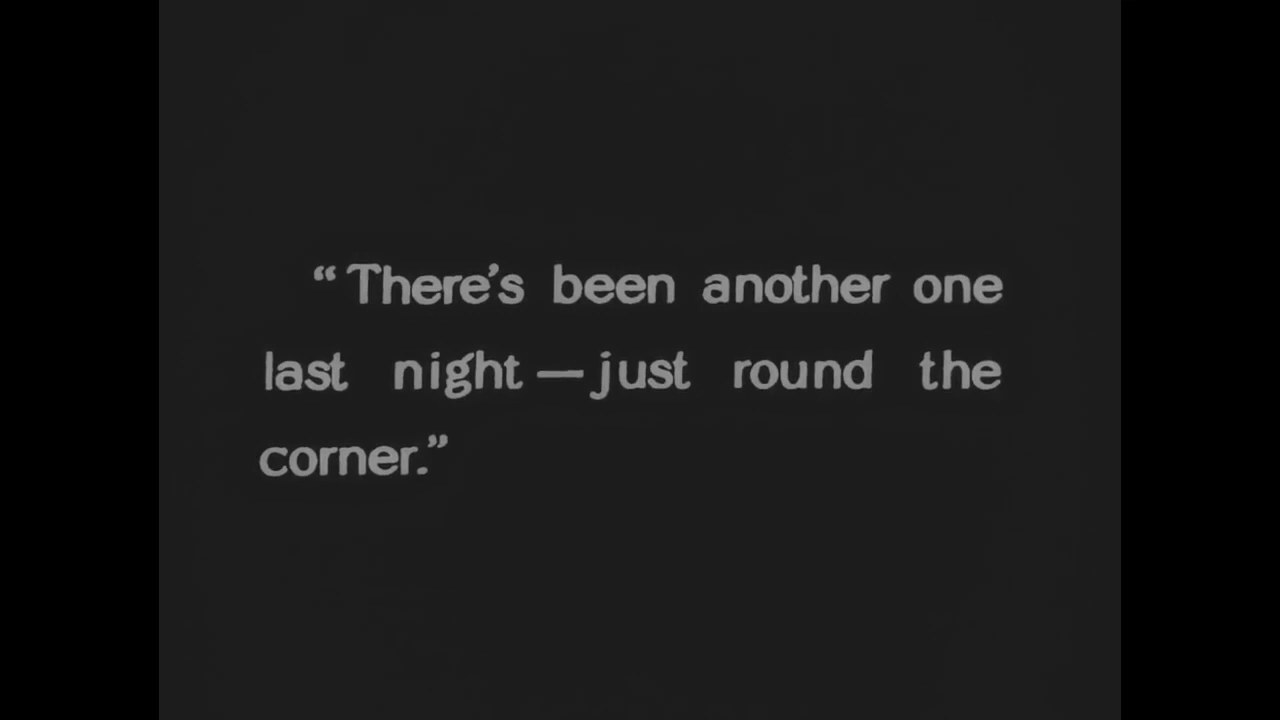 “There’s been another one
last night — just round the
corner.”